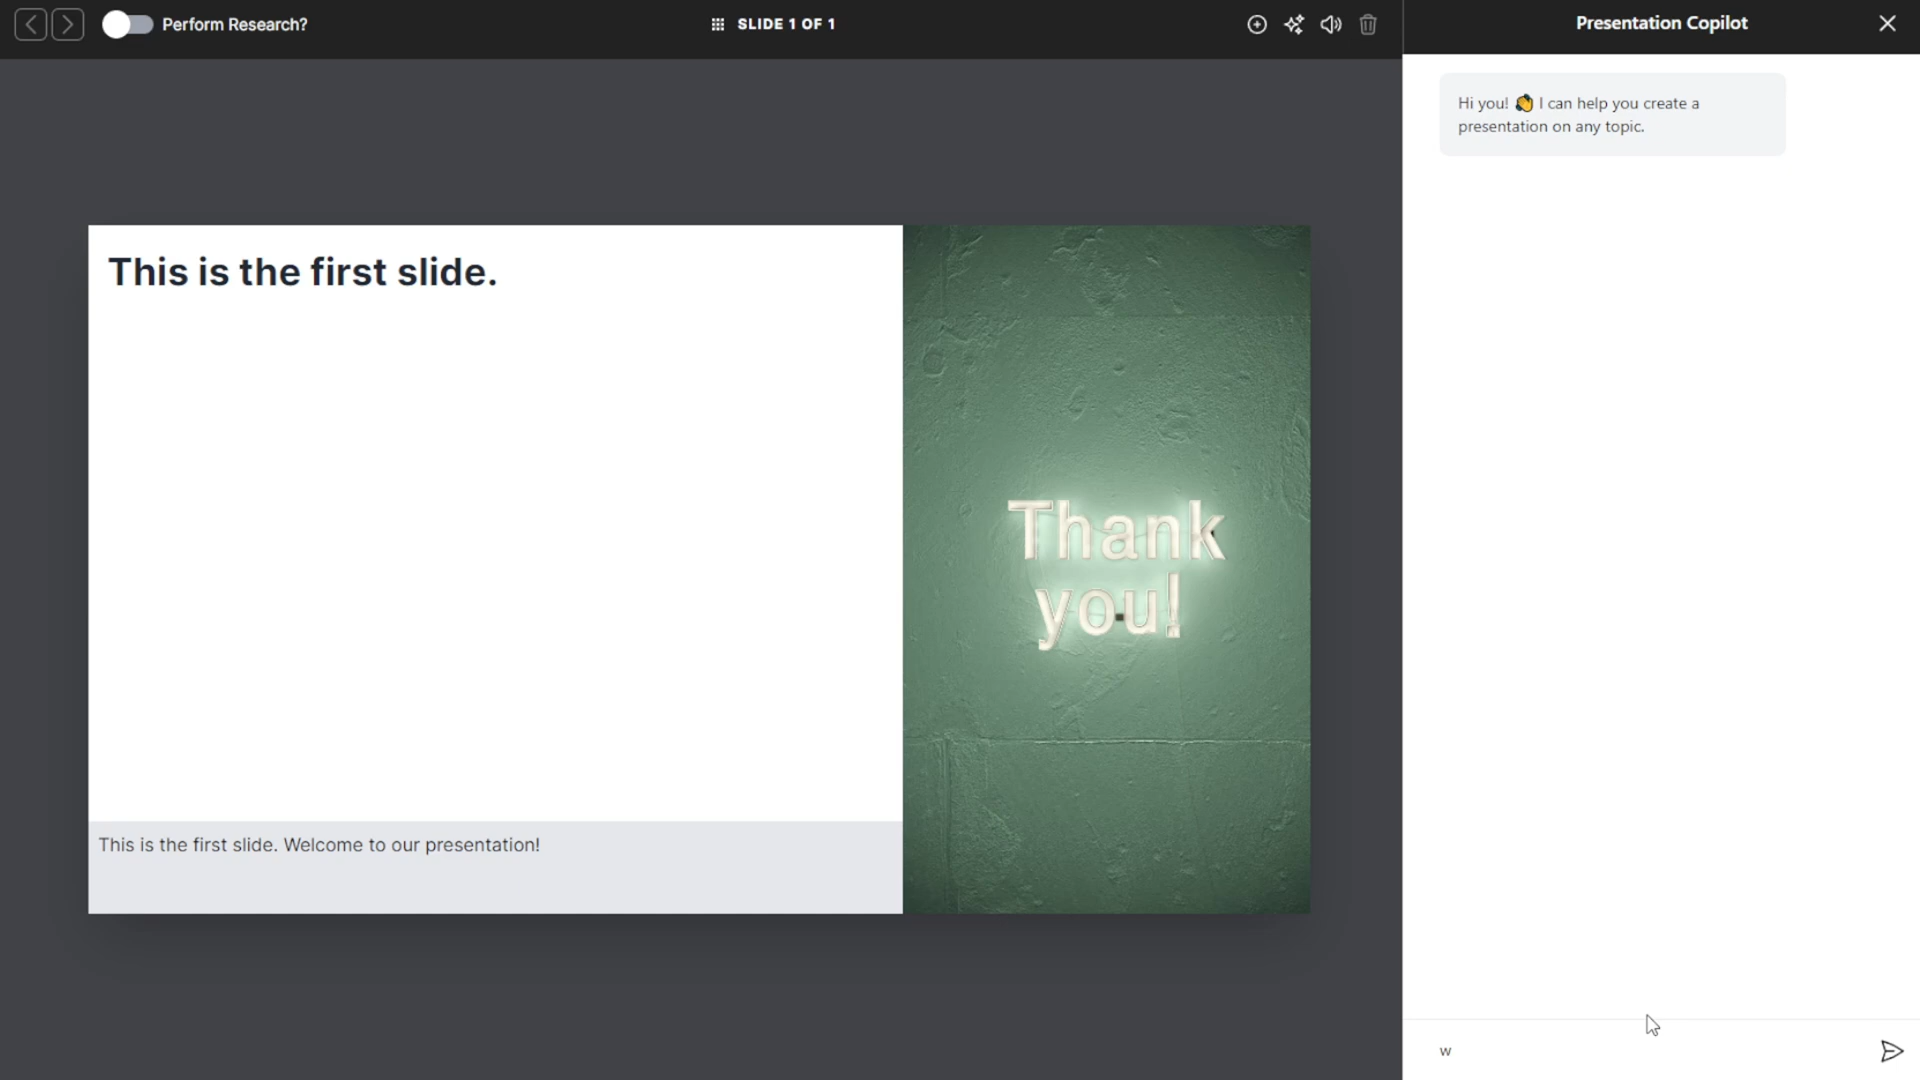 Perform Research?
SLIDE 1 OF 1
Presentation Copilot
Hi you! 👏 I can help you create a
presentation on any topic.
This is the first slide.
Thank
you!
This is the first slide. Welcome to our presentation!
w